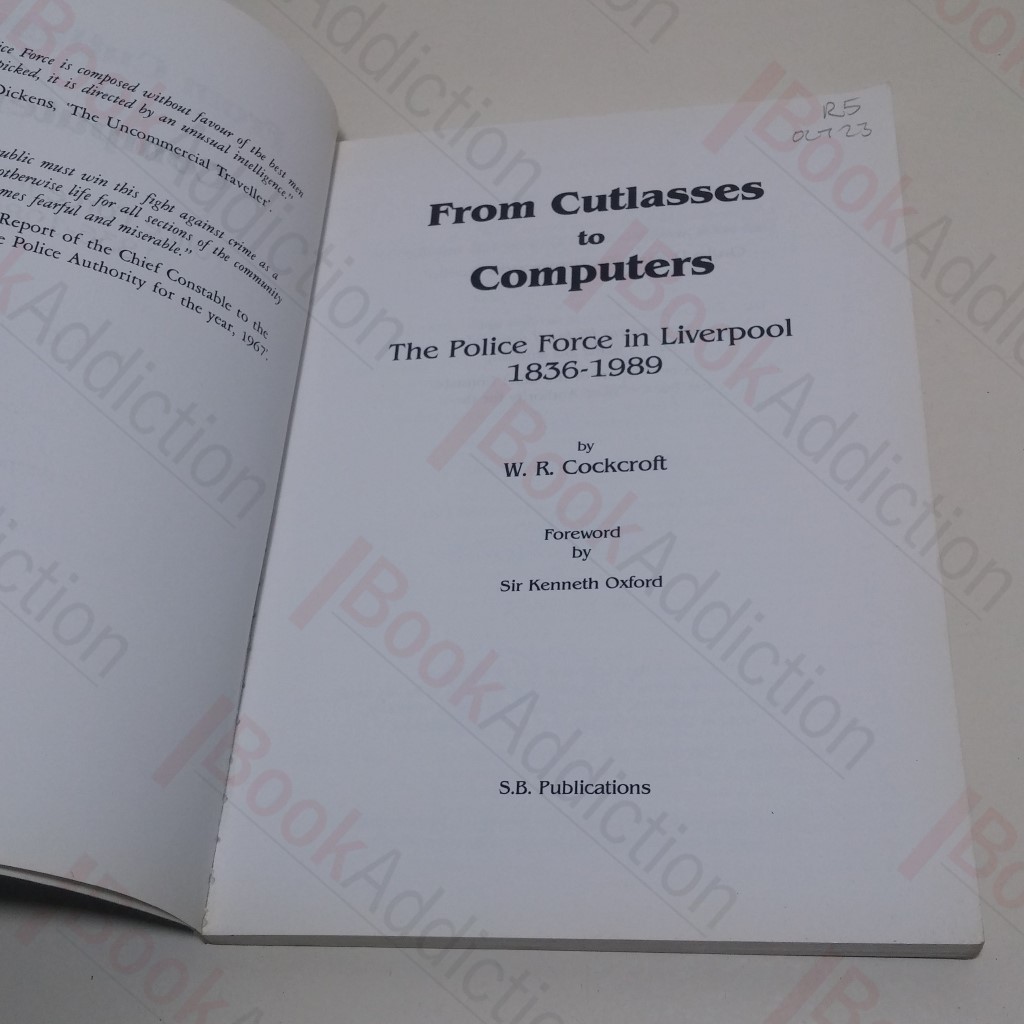 ice Force is composed without favour of the best men
picked, it is directed by an unusual intelligence."
Dickens, 'The Uncommercial Traveller'.
ublic must win this fight against crime as a
otherwise life for all sections of the community
mes fearful and miserable."
Report of the Chief Constable to the
e Police Authority for the year, 1967'.
R5
OCT 23
From Cutlasses
to
Computers
The Police Force in Liverpool
1836-1989
by
W. R. Cockcroft
Foreword
by
Sir Kenneth Oxford
S.B. Publications
BookAddiction